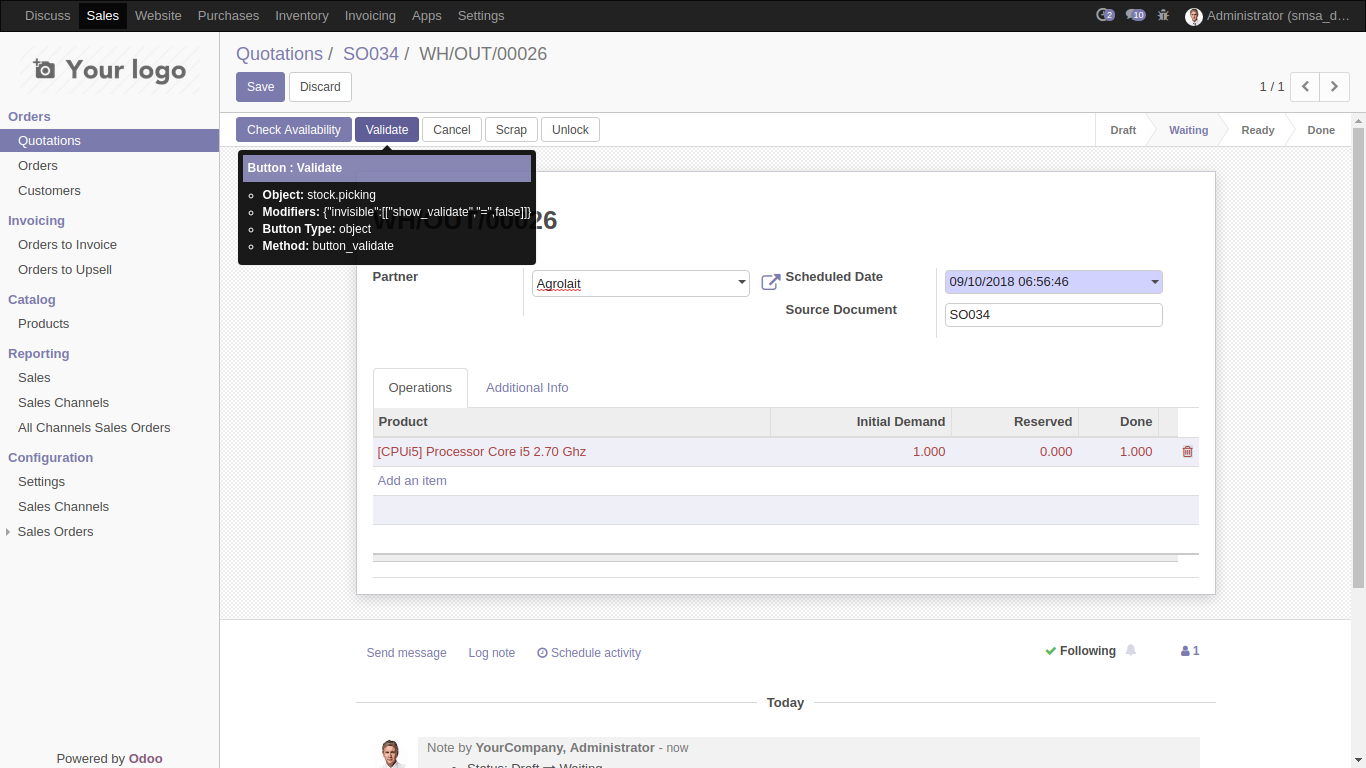 Discuss Sales Website Purchases Inventory Invoicing Apps Settings 2 10 Administrator (smsa_d...
Your logo
Quotations / SO034 / WH/OUT/00026
Save Discard 1 / 1
Orders
Quotations
Orders
Customers
Invoicing
Orders to Invoice
Orders to Upsell
Catalog
Products
Reporting
Sales
Sales Channels
All Channels Sales Orders
Configuration
Settings
Sales Channels
Sales Orders
Powered by Odoo
Check Availability Validate Cancel Scrap Unlock Draft Waiting Ready Done
Button : Validate
Object: stock.picking
Modifiers: {"invisible":[["show_validate","=",false]]}
Button Type: object
Method: button_validate
WH/OUT/00026
Partner Agrolait Scheduled Date 09/10/2018 06:56:46
Source Document SO034
Operations Additional Info
Product Initial Demand Reserved Done
[CPUi5] Processor Core i5 2.70 Ghz 1.000 0.000 1.000
Add an item
Send message Log note Schedule activity Following 1
Today
Note by YourCompany, Administrator - now
Status: Draft → Waiting